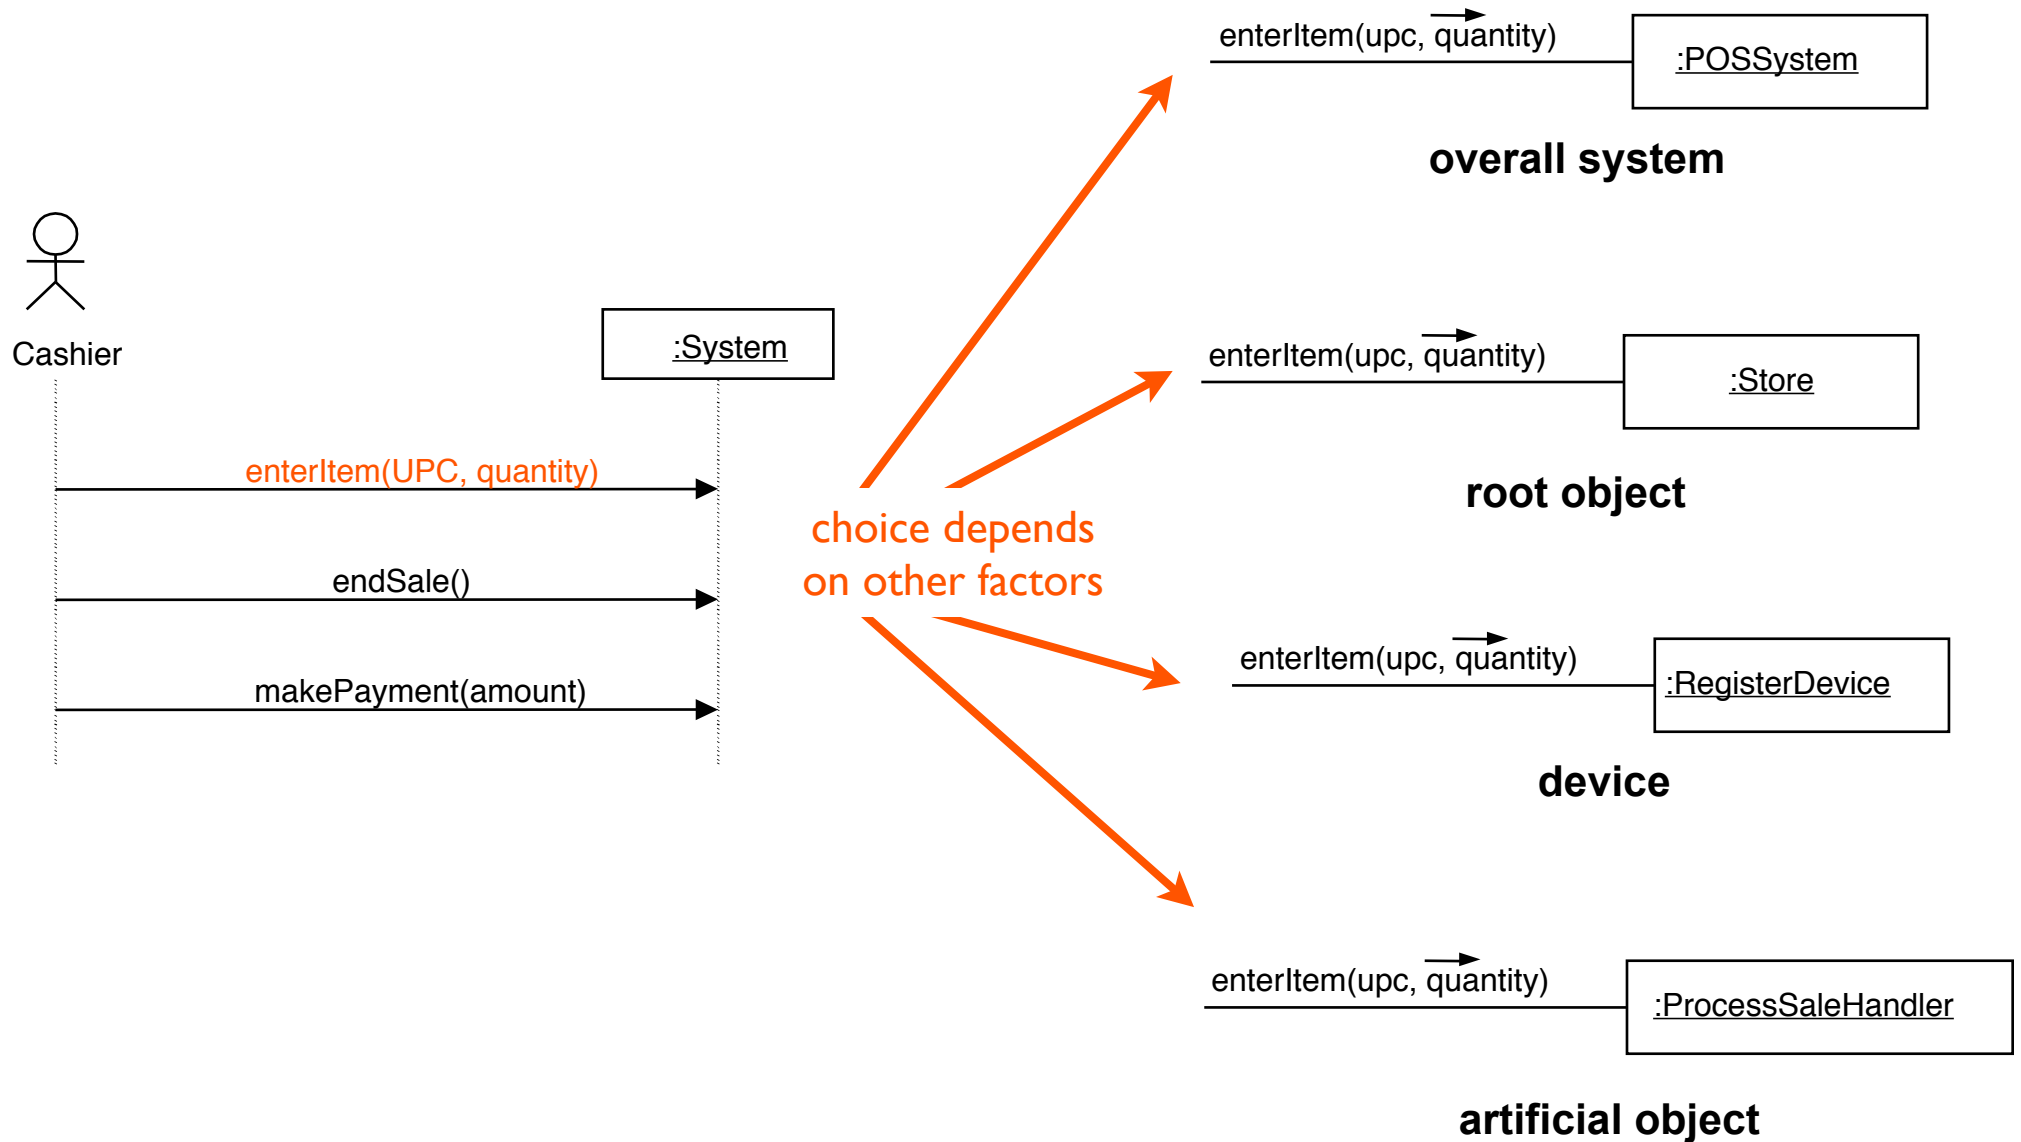 Cashier
:System
enterItem(UPC, quantity)
endSale()
makePayment(amount)
choice depends
on other factors
enterItem(upc, quantity)
:POSSystem
overall system
enterItem(upc, quantity)
:Store
root object
enterItem(upc, quantity)
:RegisterDevice
device
enterItem(upc, quantity)
:ProcessSaleHandler
artificial object